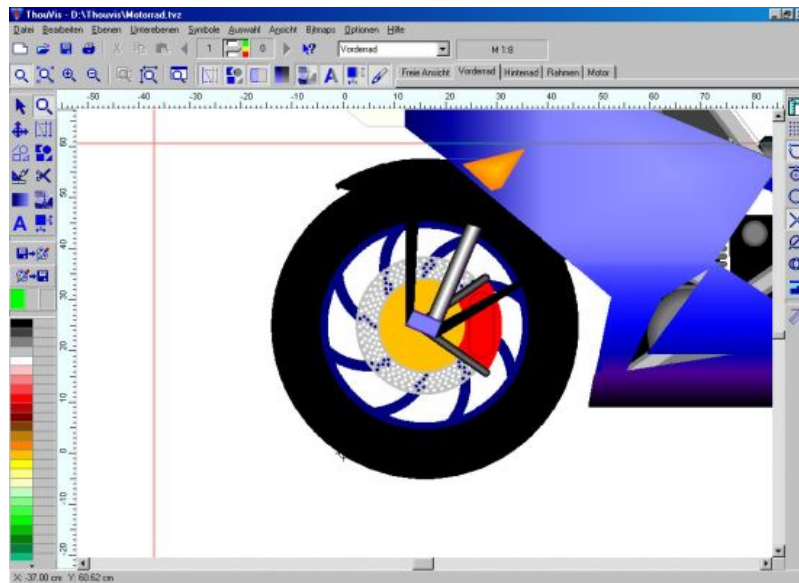 ThouVis - D:\Thouvis\Motorrad.tvz
Datei Bearbeiten Ebenen Unterebenen Symbole Auswahl Ansicht Bitmaps Optionen Hilfe
1 0 Vorderrad M 1:8
A Freie Ansicht Vorderrad Hinterrad Rahmen Motor
-50 -40 -30 -20 -10 0 10 20 30 40 50 60 70 80
60
50
40
30
20
10
0
-10
-20
A
X: -37.00 cm Y: 60.62 cm